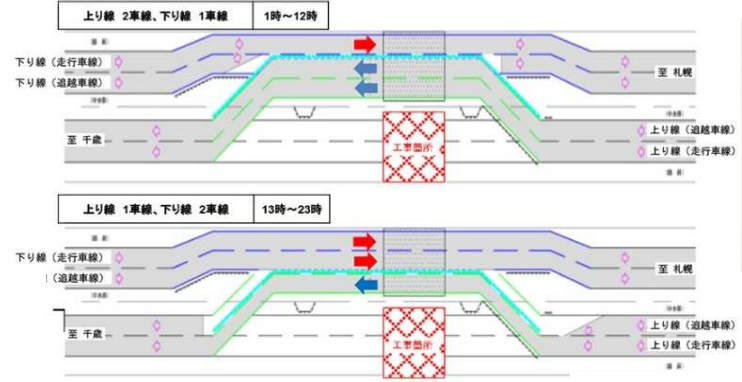 上り線 2車線、下り線 1車線 1時～12時
下り線（走行車線）
下り線（追越車線）
至 札幌
至 千歳
工事箇所
上り線（追越車線）
上り線（走行車線）
上り線 1車線、下り線 2車線 13時～23時
下り線（走行車線）
（追越車線）
至 札幌
至 千歳
工事箇所
上り線（追越車線）
上り線（走行車線）